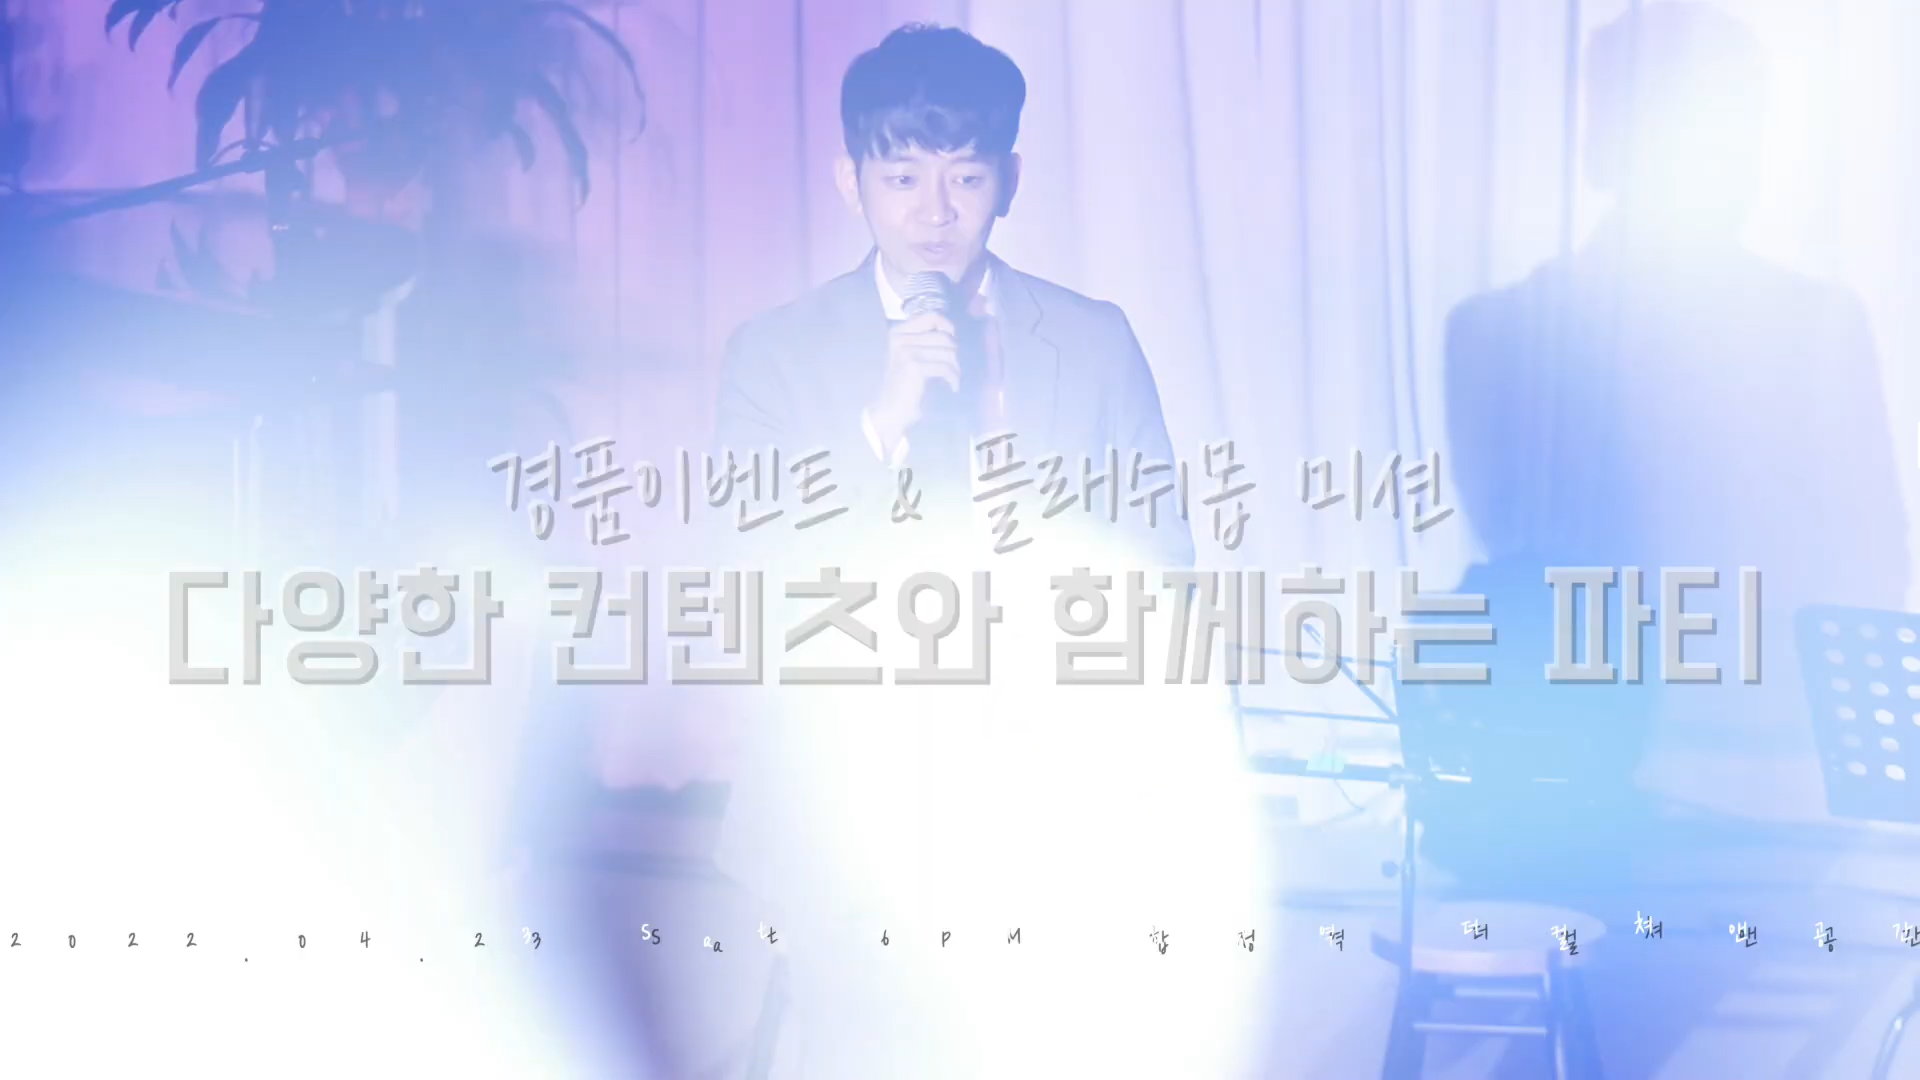 경품이벤트 & 플래쉬몹 미션
다양한 컨텐츠와 함께하는 파티
2022.04.23 Sat 6PM 합정역 더 컬쳐앤공간